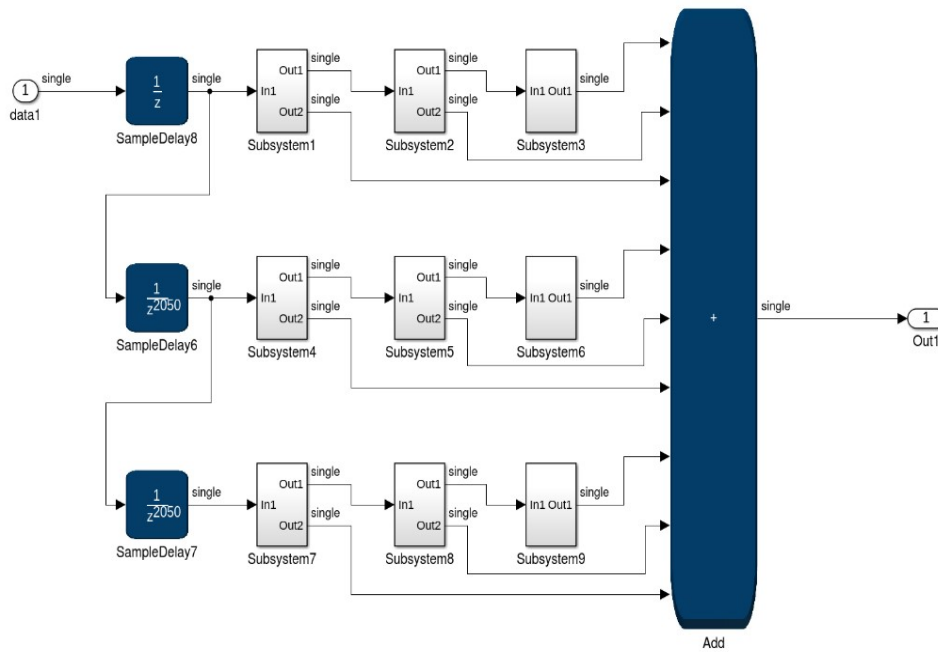 single
1
data1
1
z
SampleDelay8
single
In1
Out1
Out2
Subsystem1
single
single
In1
Out1
Out2
Subsystem2
single
single
In1 Out1
Subsystem3
single
1
z2050
SampleDelay6
single
In1
Out1
Out2
Subsystem4
single
single
In1
Out1
Out2
Subsystem5
single
single
In1 Out1
Subsystem6
single
1
z2050
SampleDelay7
single
In1
Out1
Out2
Subsystem7
single
single
In1
Out1
Out2
Subsystem8
single
single
In1 Out1
Subsystem9
single
+
Add
single
1
Out1